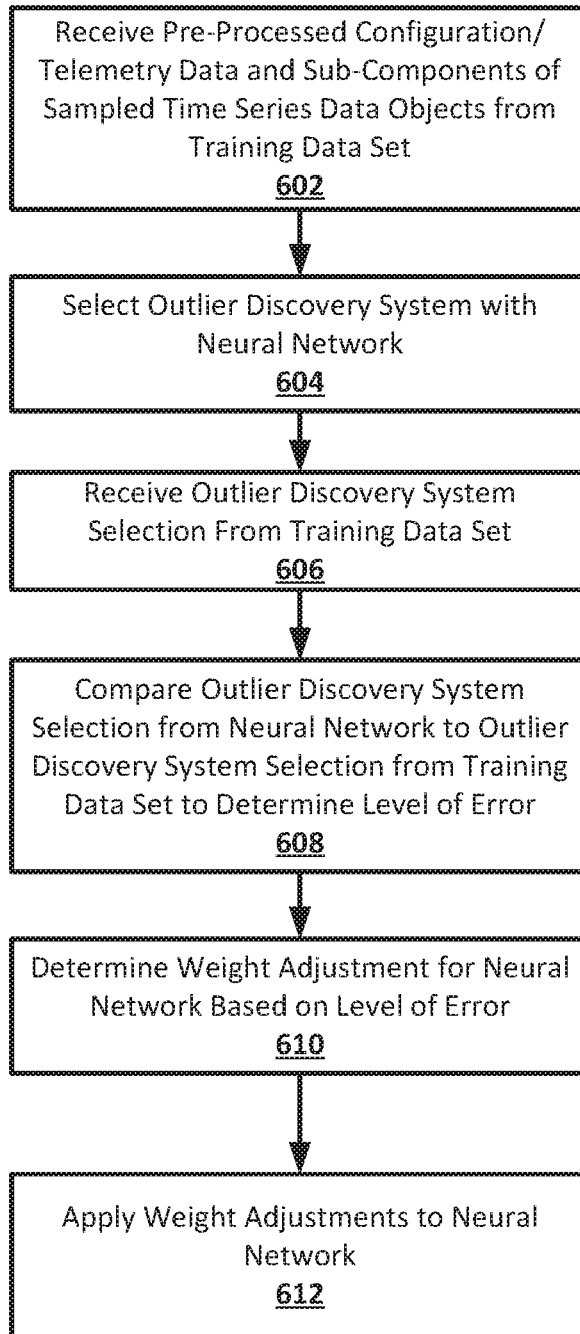 Receive Pre-Processed Configuration/
Telemetry Data and Sub-Components of
Sampled Time Series Data Objects from
Training Data Set
602
Select Outlier Discovery System with
Neural Network
604
Receive Outlier Discovery System
Selection From Training Data Set
606
Compare Outlier Discovery System
Selection from Neural Network to Outlier
Discovery System Selection from Training
Data Set to Determine Level of Error
608
Determine Weight Adjustment for Neural
Network Based on Level of Error
610
Apply Weight Adjustments to Neural
Network
612